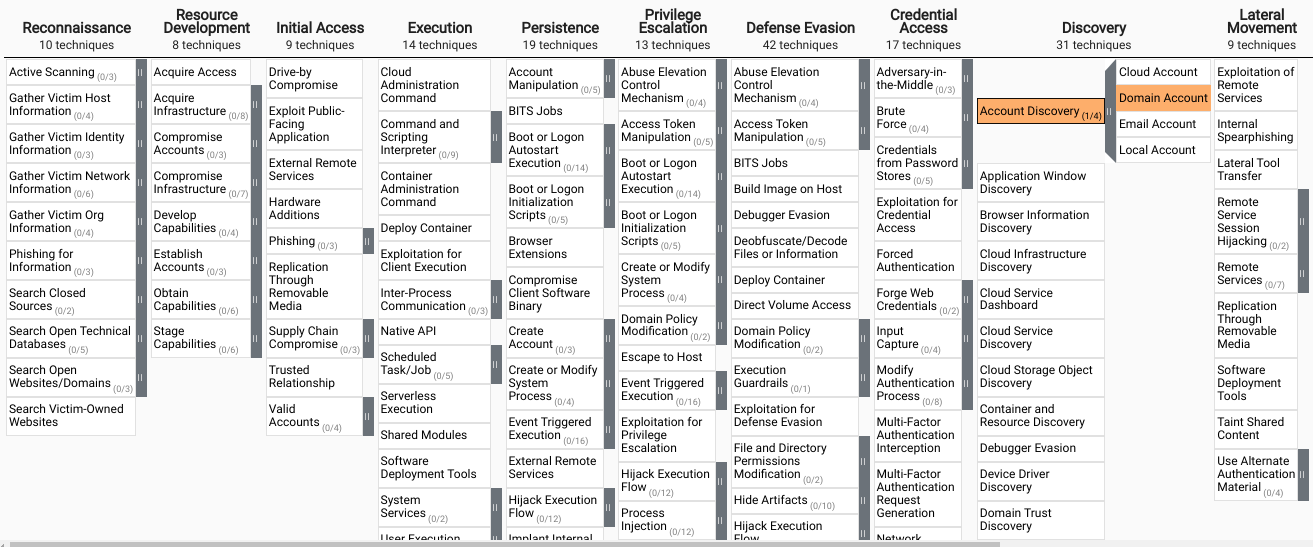 Reconnaissance
10 techniques
Active Scanning (0/3)
Gather Victim Host
Information (0/4)
Gather Victim Identity
Information (0/3)
Gather Victim Network
Information (0/6)
Gather Victim Org
Information (0/4)
Phishing for
Information (0/3)
Search Closed
Sources (0/2)
Search Open Technical
Databases (0/5)
Search Open
Websites/Domains (0/3)
Search Victim-Owned
Websites
Resource
Development
8 techniques
Acquire Access
Acquire
Infrastructure (0/8)
Compromise
Accounts (0/3)
Compromise
Infrastructure (0/7)
Develop
Capabilities (0/4)
Establish
Accounts (0/3)
Obtain
Capabilities (0/6)
Stage
Capabilities (0/6)
Initial Access
9 techniques
Drive-by
Compromise
Exploit Public-
Facing
Application
External Remote
Services
Hardware
Additions
Phishing (0/3)
Replication
Through
Removable
Media
Supply Chain
Compromise (0/3)
Trusted
Relationship
Valid
Accounts (0/4)
Execution
14 techniques
Cloud
Administration
Command
Command and
Scripting
Interpreter (0/9)
Container
Administration
Command
Deploy Container
Exploitation for
Client Execution
Inter-Process
Communication (0/3)
Native API
Scheduled
Task/Job (0/5)
Serverless
Execution
Shared Modules
Software
Deployment Tools
System
Services (0/2)
User Execution
Persistence
19 techniques
Account
Manipulation (0/5)
BITS Jobs
Boot or Logon
Autostart
Execution (0/14)
Boot or Logon
Initialization
Scripts (0/5)
Browser
Extensions
Compromise
Client Software
Binary
Create
Account (0/3)
Create or Modify
System
Process (0/4)
Event Triggered
Execution (0/16)
External Remote
Services
Hijack Execution
Flow (0/12)
Implant Internal
Privilege
Escalation
13 techniques
Abuse Elevation
Control
Mechanism (0/4)
Access Token
Manipulation (0/5)
Boot or Logon
Autostart
Execution (0/14)
Boot or Logon
Initialization
Scripts (0/5)
Create or Modify
System
Process (0/4)
Domain Policy
Modification (0/2)
Escape to Host
Event Triggered
Execution (0/16)
Exploitation for
Privilege
Escalation
Hijack Execution
Flow (0/12)
Process
Injection (0/12)
Defense Evasion
42 techniques
Abuse Elevation
Control
Mechanism (0/4)
Access Token
Manipulation (0/5)
BITS Jobs
Build Image on Host
Debugger Evasion
Deobfuscate/Decode
Files or Information
Deploy Container
Direct Volume Access
Domain Policy
Modification (0/2)
Execution
Guardrails (0/1)
Exploitation for
Defense Evasion
File and Directory
Permissions
Modification (0/2)
Hide Artifacts (0/10)
Hijack Execution
Flow (0/12)
Credential
Access
17 techniques
Adversary-in-
the-Middle (0/3)
Brute
Force (0/4)
Credentials
from Password
Stores (0/5)
Exploitation for
Credential
Access
Forced
Authentication
Forge Web
Credentials (0/2)
Input
Capture (0/4)
Modify
Authentication
Process (0/8)
Multi-Factor
Authentication
Interception
Multi-Factor
Authentication
Request
Generation
Network
Discovery
31 techniques
Account Discovery (1/4)
Cloud Account
Domain Account
Email Account
Local Account
Application Window
Discovery
Browser Information
Discovery
Cloud Infrastructure
Discovery
Cloud Service
Dashboard
Cloud Service
Discovery
Cloud Storage Object
Discovery
Container and
Resource Discovery
Debugger Evasion
Device Driver
Discovery
Domain Trust
Discovery
Lateral
Movement
9 techniques
Exploitation of
Remote
Services
Internal
Spearphishing
Lateral Tool
Transfer
Remote
Service
Session
Hijacking (0/2)
Remote
Services (0/7)
Replication
Through
Removable
Media
Software
Deployment
Tools
Taint Shared
Content
Use Alternate
Authentication
Material (0/4)